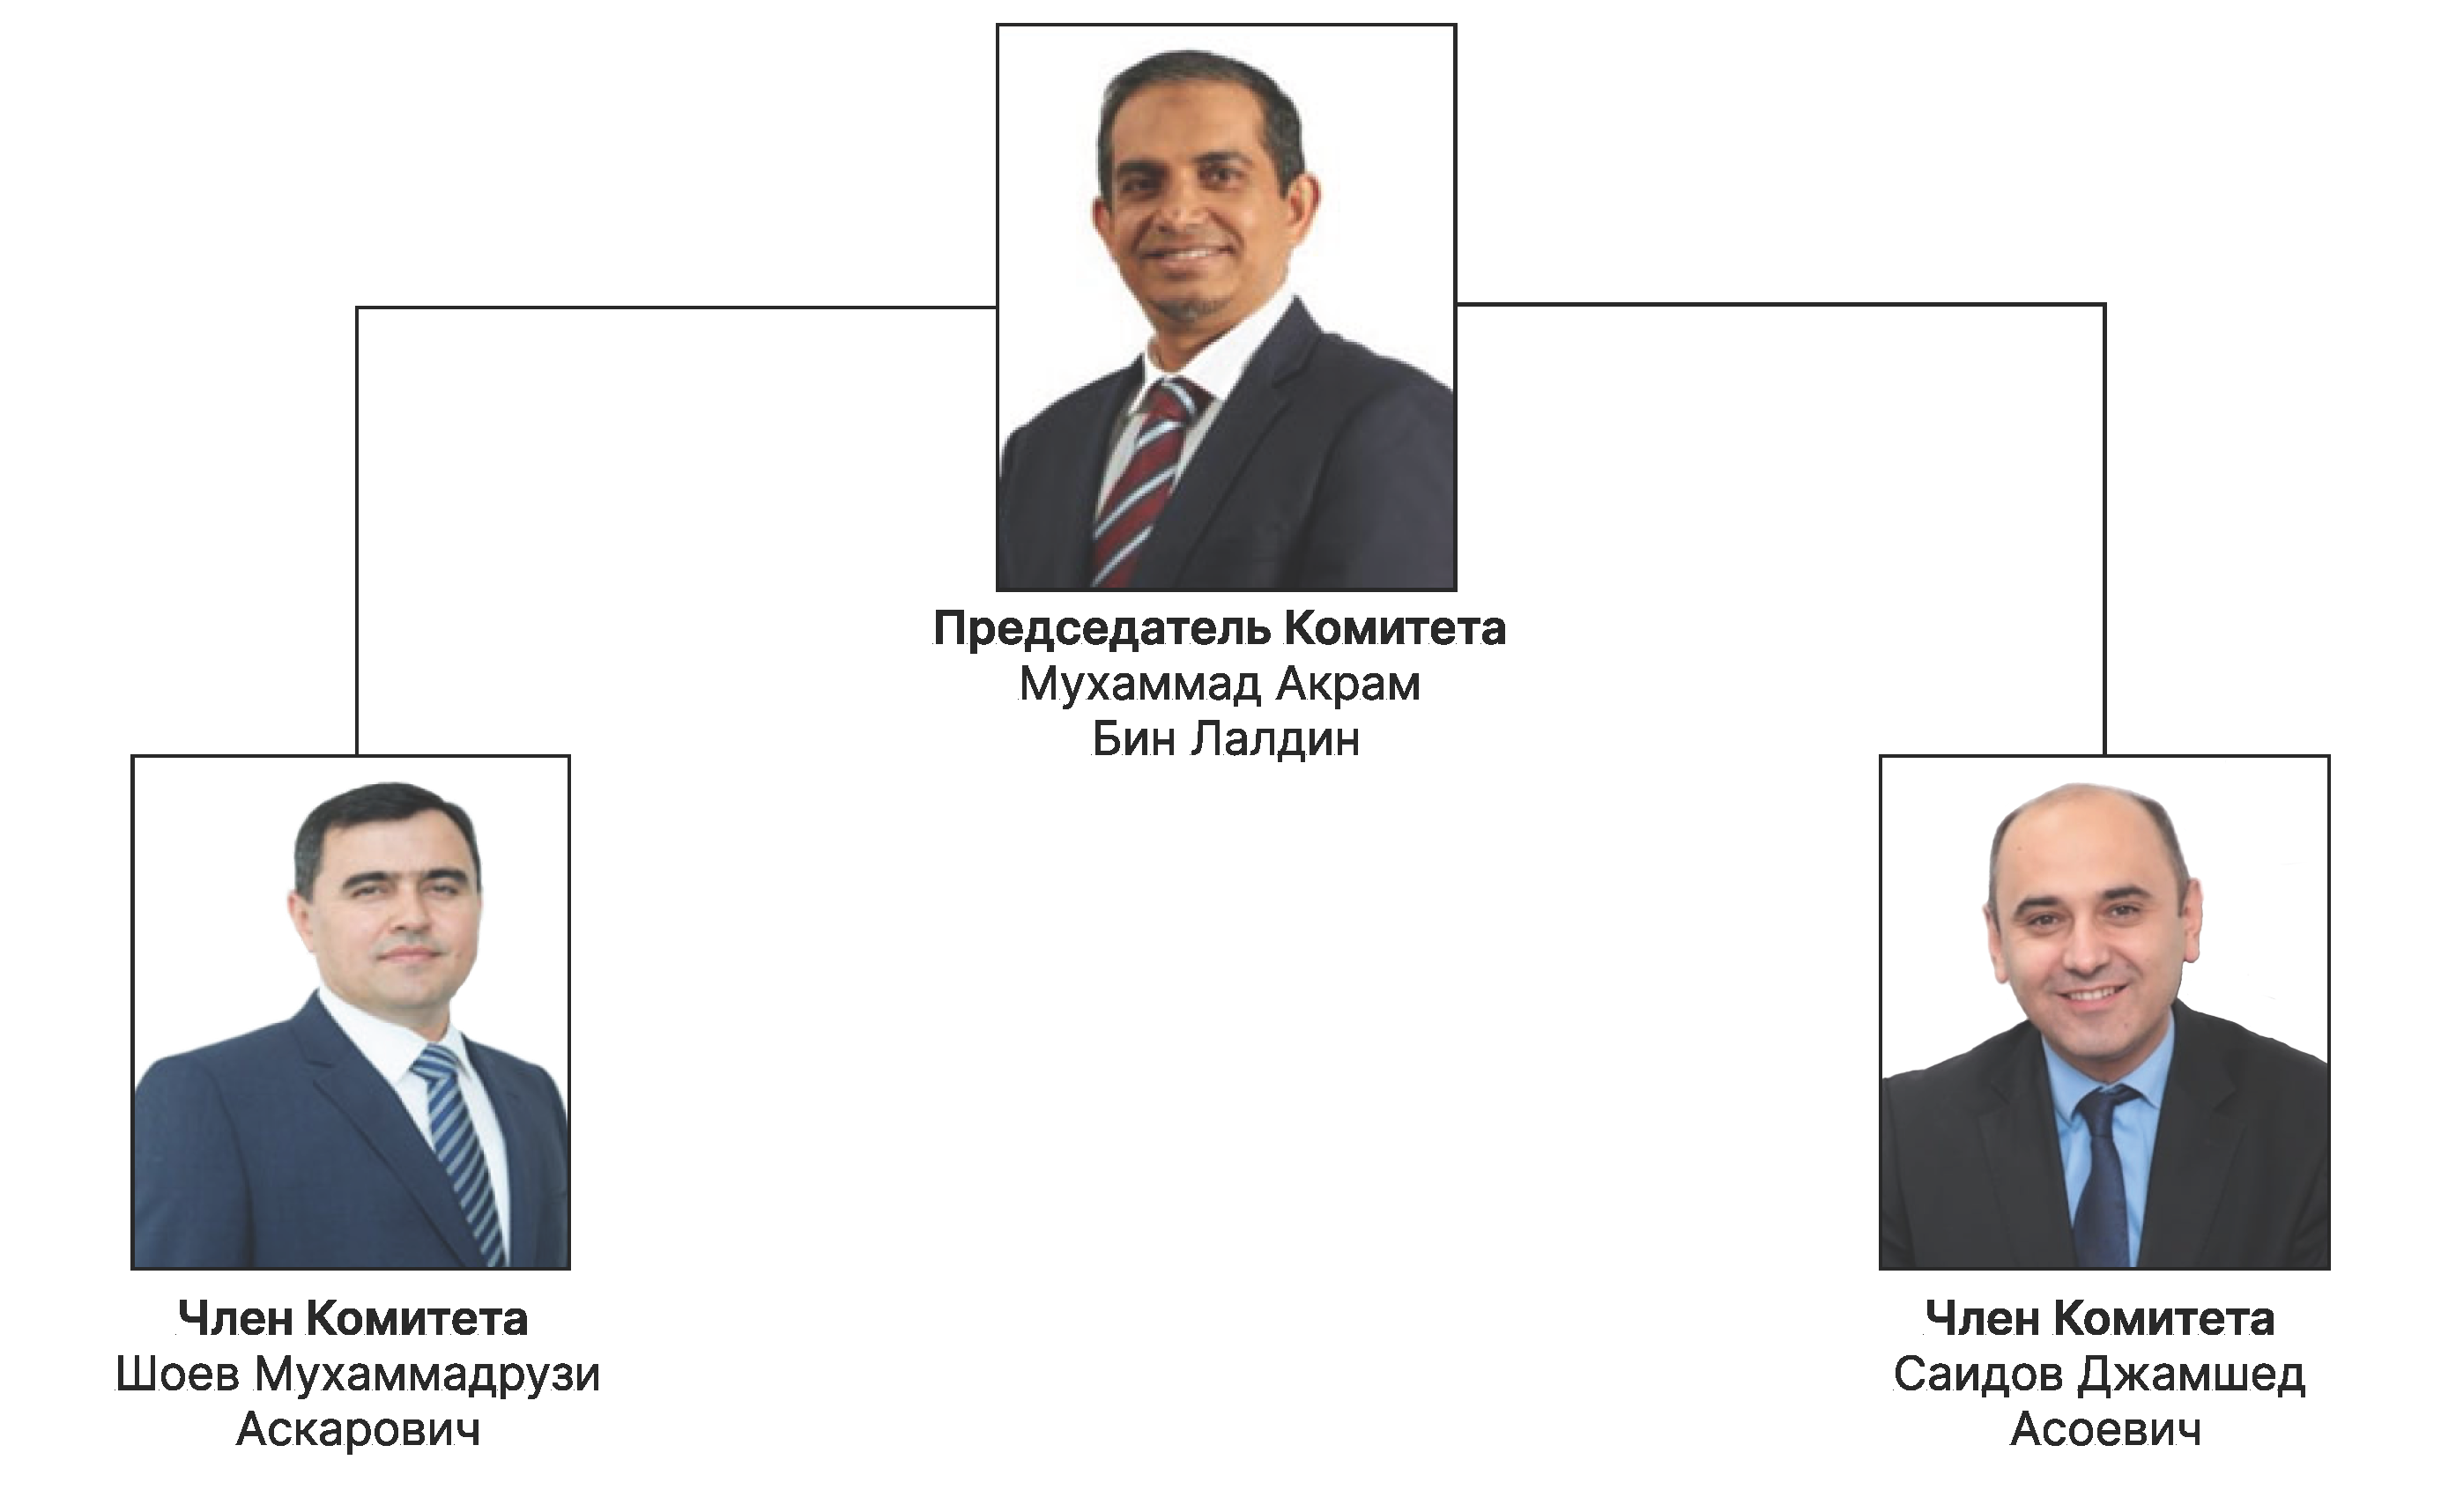 Председатель Комитета
Мухаммад Акрам
Бин Лалдин
Член Комитета
Шоев Мухаммадрузи
Аскарович
Член Комитета
Саидов Джамшед
Асоевич